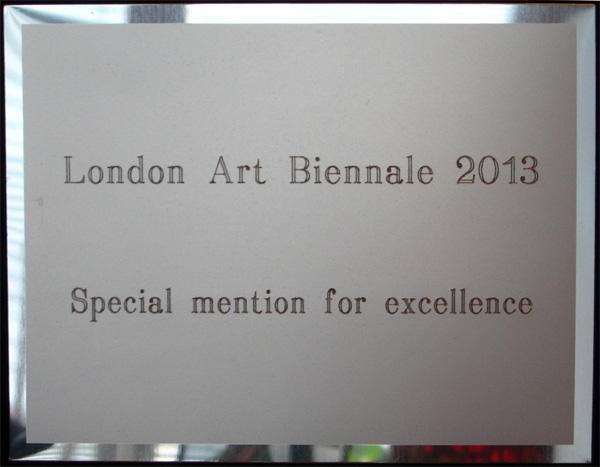 London Art Biennale 2013
Special mention for excellence